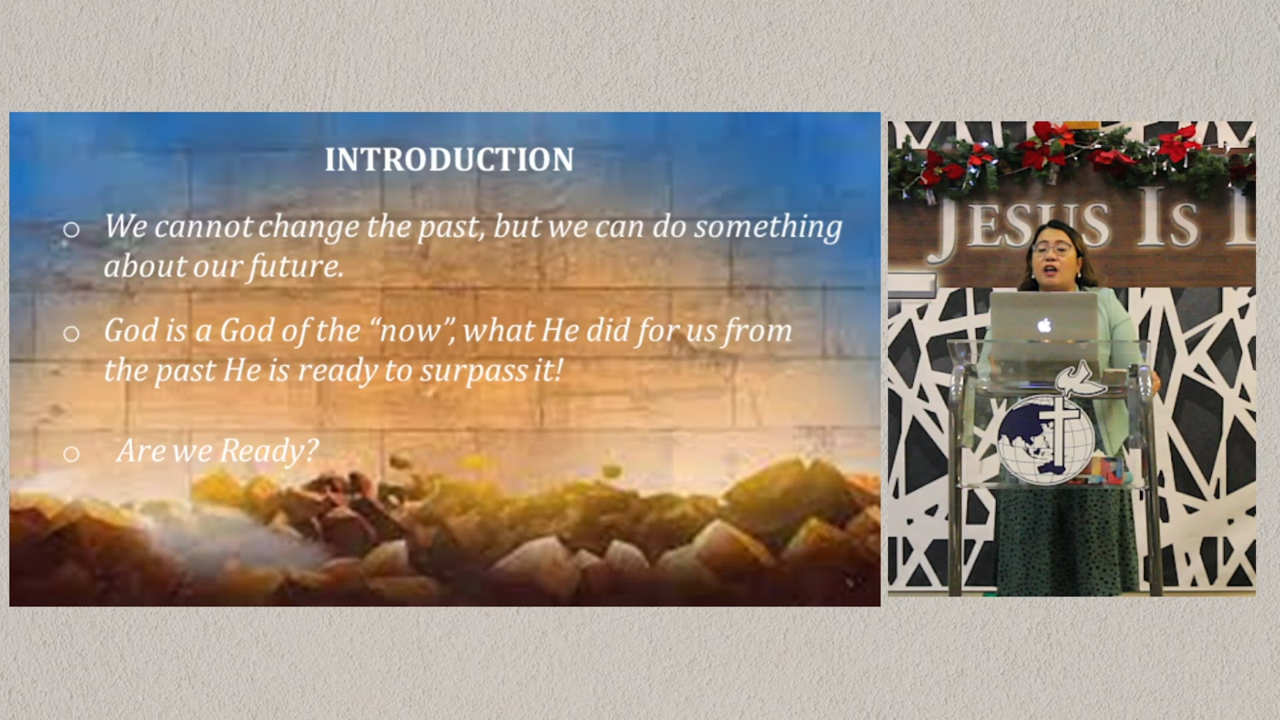 INTRODUCTION
o We cannot change the past, but we can do something
about our future.
o God is a God of the “now”, what He did for us from
the past He is ready to surpass it!
o Are we Ready?
JESUS IS L